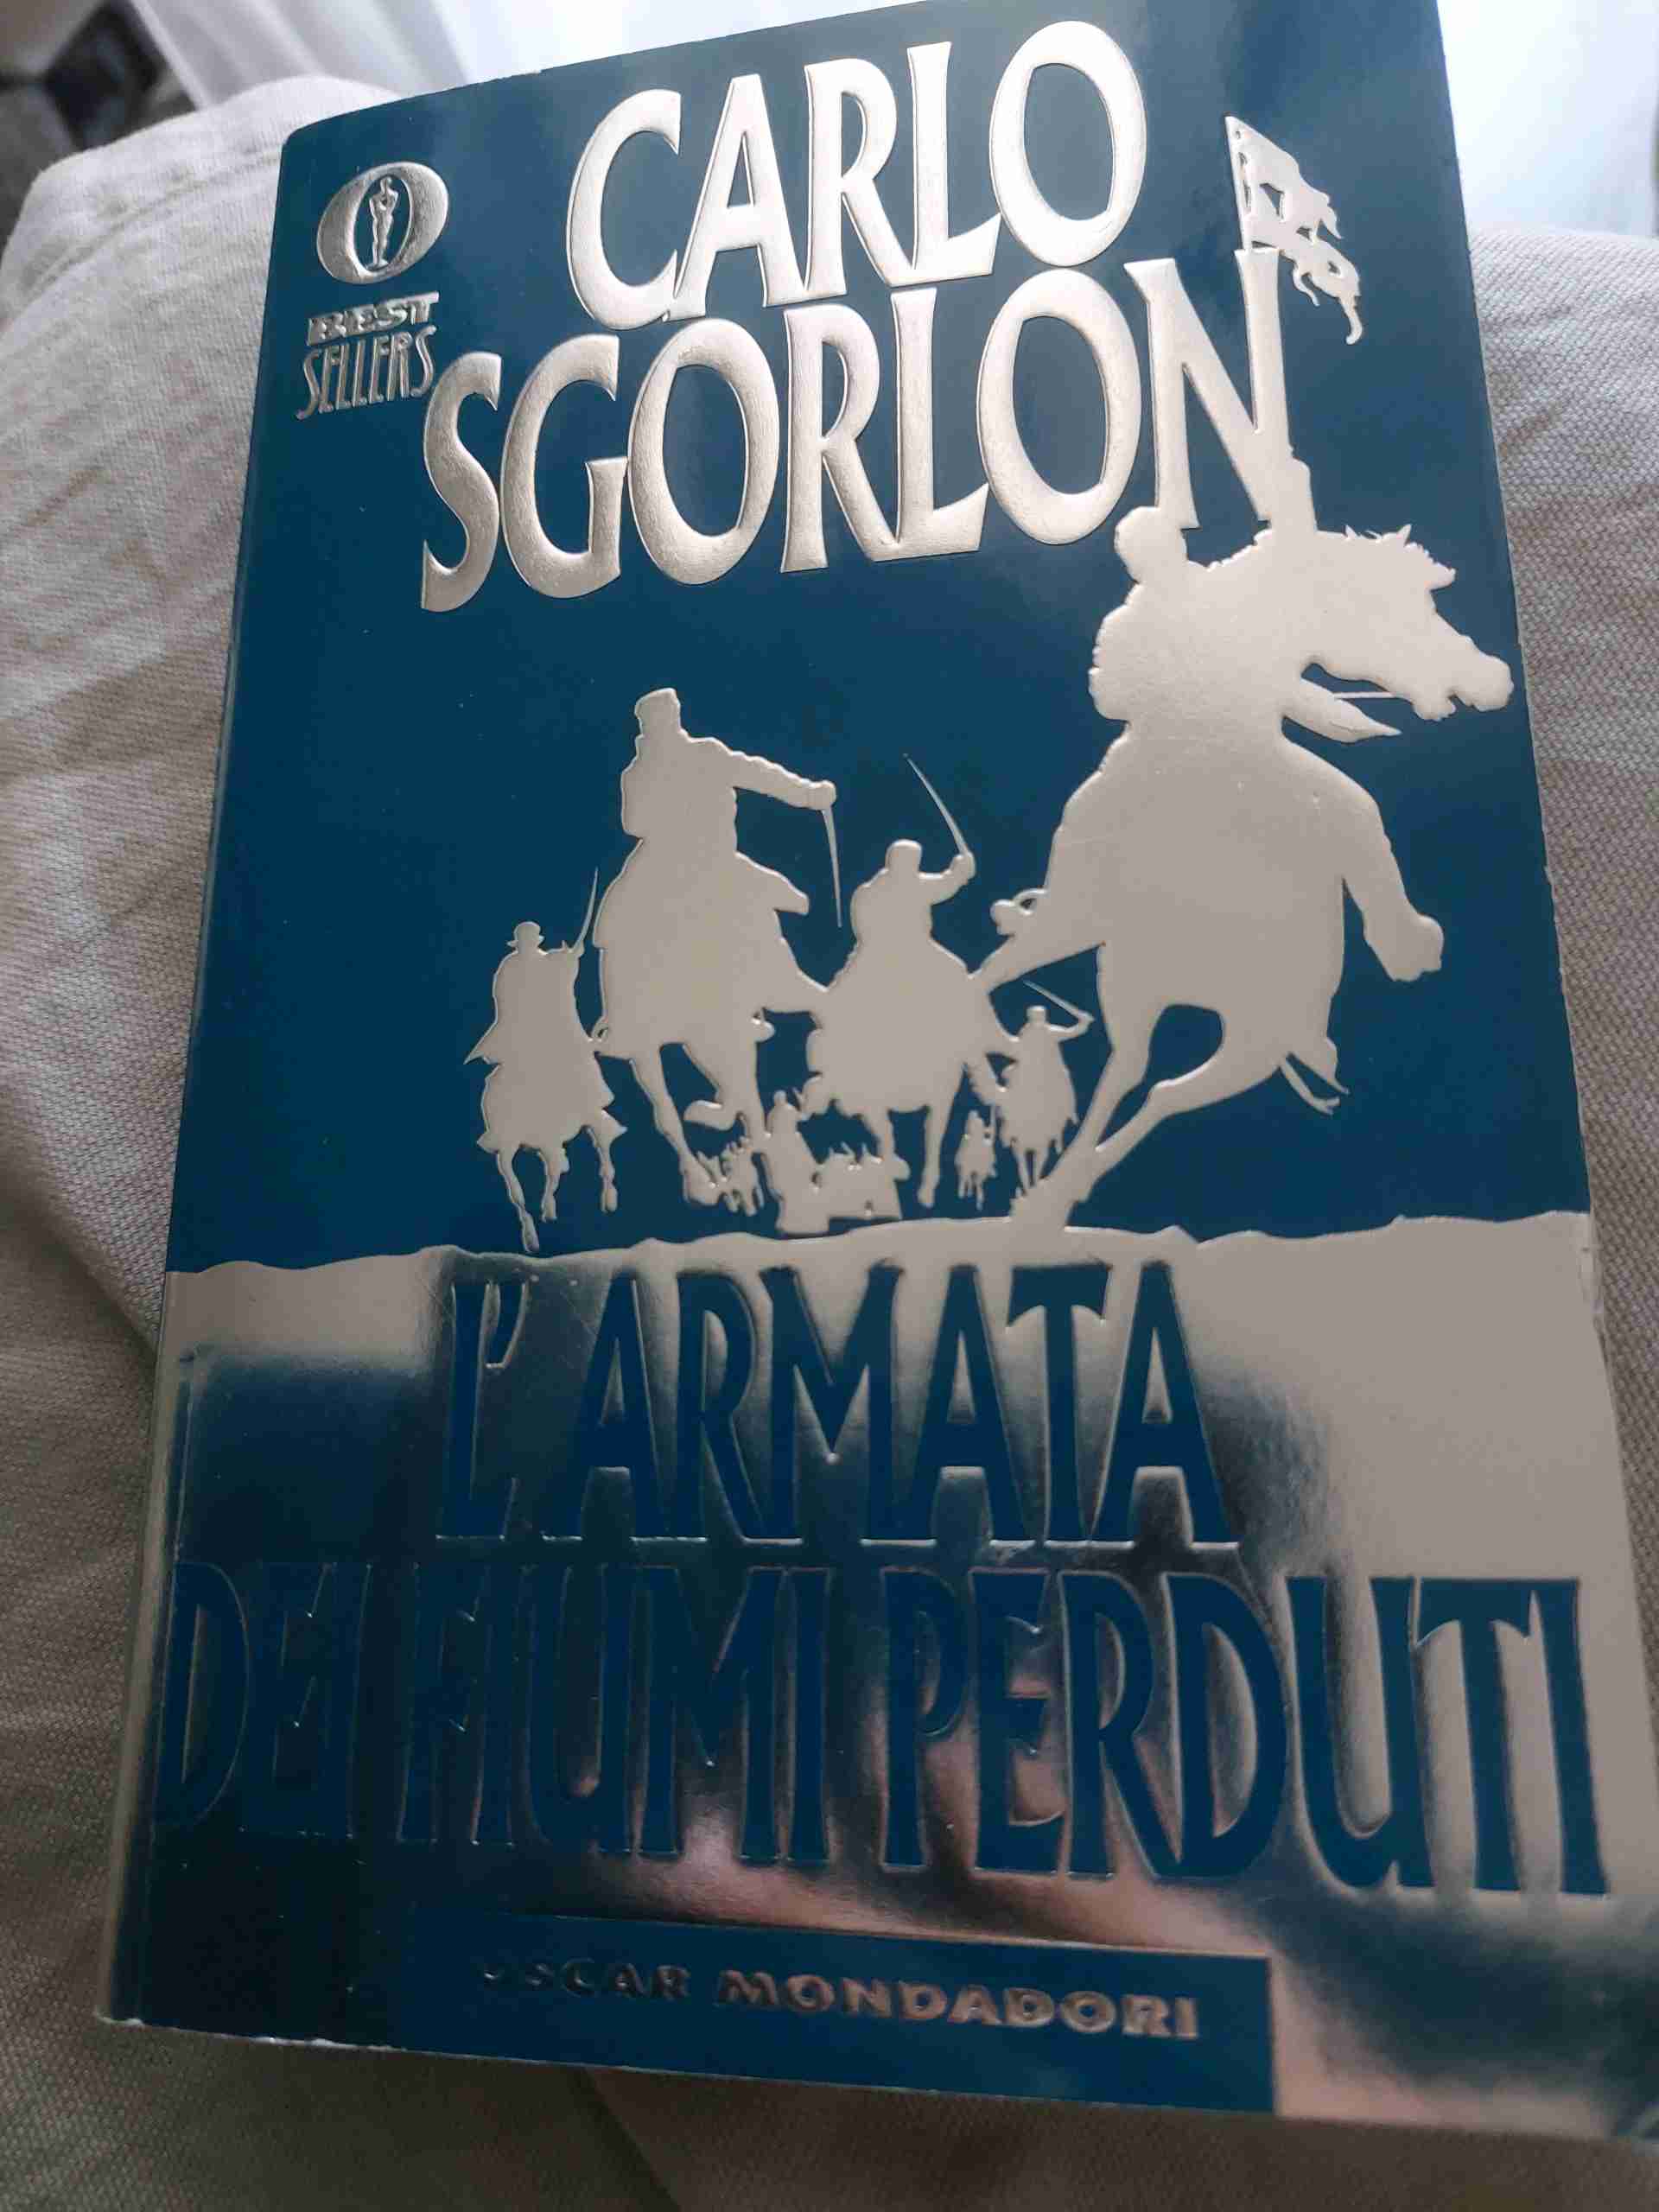 CARLO
SGORLON
BEST
SELLERS
L'ARMATA
DEI FIUMI PERDUTI
OSCAR MONDADORI